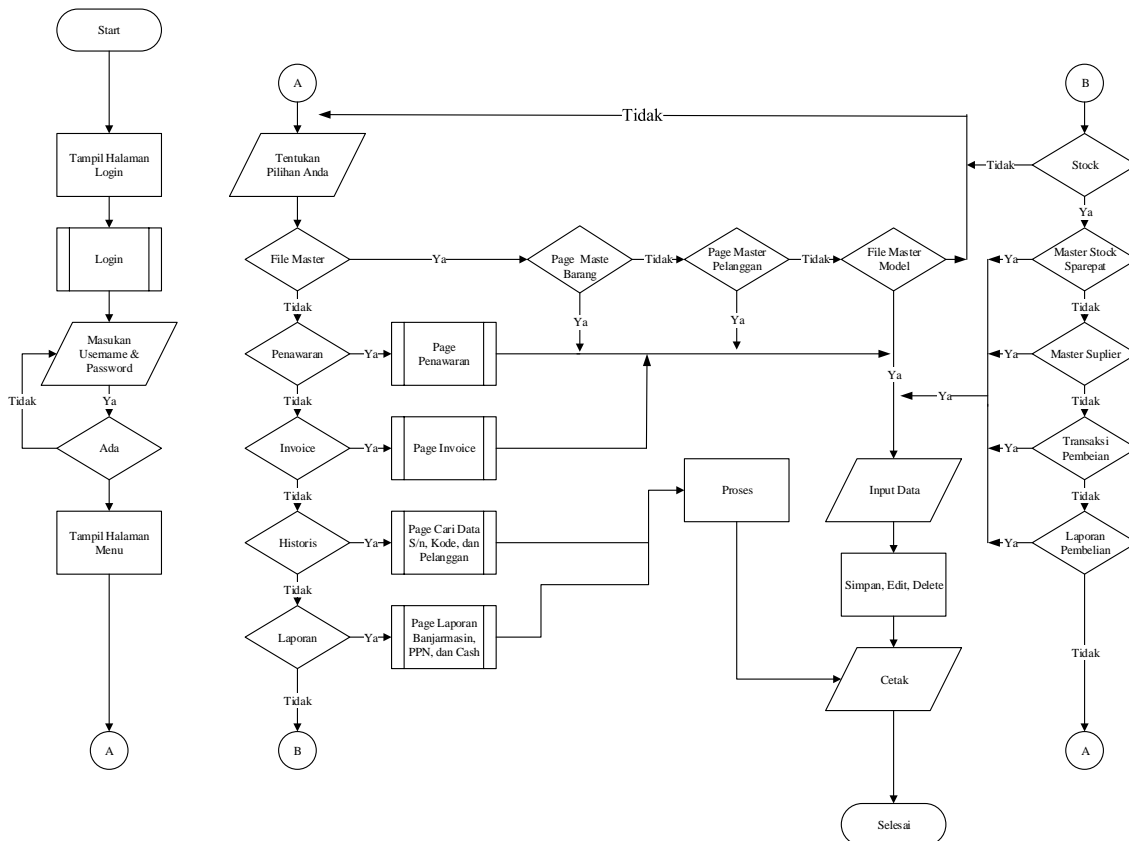 Start
Tampil Halaman
Login
Login
Masukan
Username &
Password
Tidak
Ya
Ada
Tampil Halaman
Menu
A
A
Tidak
Tentukan
Pilihan Anda
File Master
Ya
Page Maste
Barang
Tidak
Page Master
Pelanggan
Tidak
File Master
Model
Tidak
Ya
Ya
Penawaran
Ya
Page
Penawaran
Ya
Tidak
Invoice
Ya
Page Invoice
Tidak
Historis
Ya
Page Cari Data
S/n, Kode, dan
Pelanggan
Proses
Tidak
Laporan
Ya
Page Laporan
Banjarmasin,
PPN, dan Cash
Tidak
B
Input Data
Simpan, Edit, Delete
Cetak
Selesai
B
Stock
Tidak
Ya
Master Stock
Sparepat
Ya
Tidak
Master Suplier
Ya
Ya
Tidak
Transaksi
Pembeian
Ya
Tidak
Laporan
Pembelian
Ya
Tidak
A